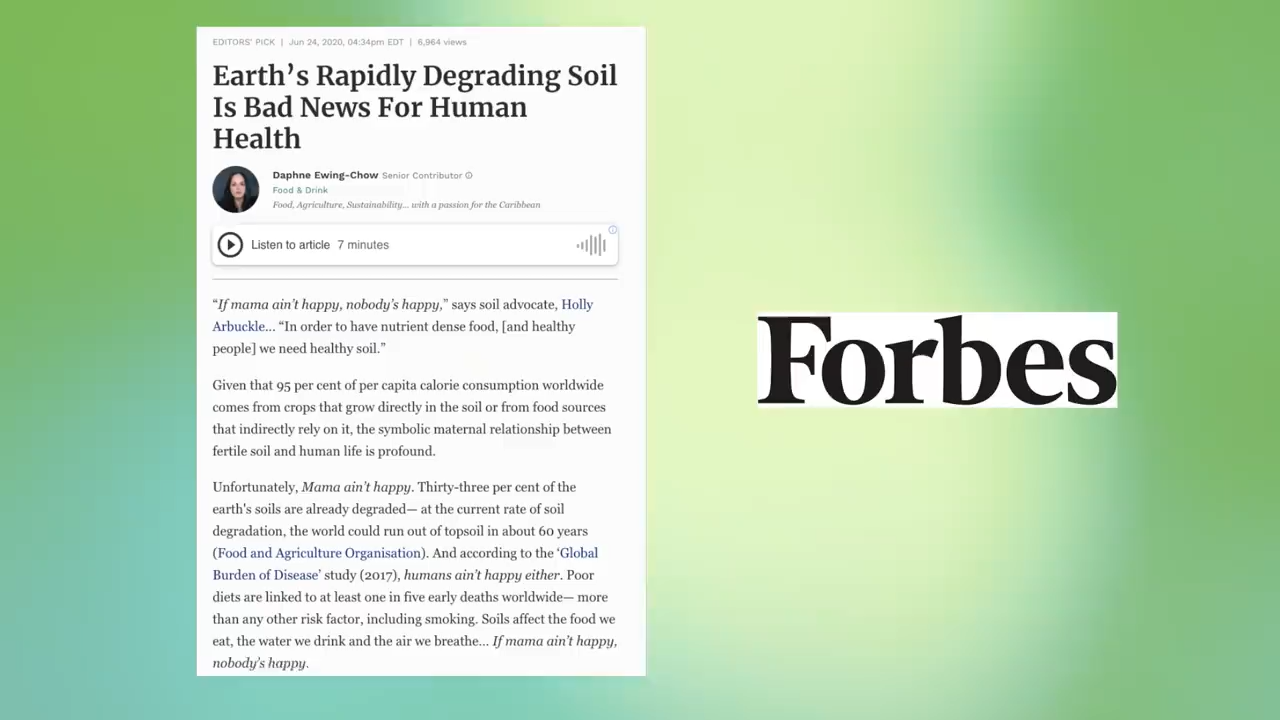 EDITORS' PICK | Jun 24, 2020, 04:34pm EDT | 6,964 views
Earth’s Rapidly Degrading Soil
Is Bad News For Human
Health
Daphne Ewing-Chow Senior Contributor
Food & Drink
Food, Agriculture, Sustainability... with a passion for the Caribbean
Listen to article 7 minutes
“If mama ain’t happy, nobody’s happy,” says soil advocate, Holly
Arbuckle... “In order to have nutrient dense food, [and healthy
people] we need healthy soil.”
Given that 95 per cent of per capita calorie consumption worldwide
comes from crops that grow directly in the soil or from food sources
that indirectly rely on it, the symbolic maternal relationship between
fertile soil and human life is profound.
Unfortunately, Mama ain’t happy. Thirty-three per cent of the
earth's soils are already degraded— at the current rate of soil
degradation, the world could run out of topsoil in about 60 years
(Food and Agriculture Organisation). And according to the ‘Global
Burden of Disease’ study (2017), humans ain’t happy either. Poor
diets are linked to at least one in five early deaths worldwide— more
than any other risk factor, including smoking. Soils affect the food we
eat, the water we drink and the air we breathe... If mama ain’t happy,
nobody’s happy.
Forbes